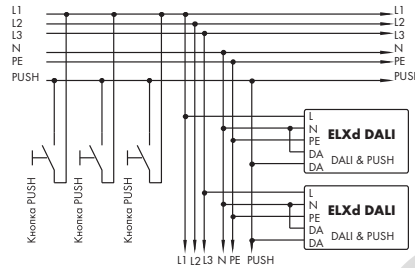 L1 L1
L2 L2
L3 L3
N N
PE PE
PUSH PUSH
L
N
PE
DA
DA
ELXd DALI
DALI & PUSH
L
N
PE
DA
DA
ELXd DALI
DALI & PUSH
Кнопка PUSH
Кнопка PUSH
Кнопка PUSH
L1 L2 L3 N PE PUSH